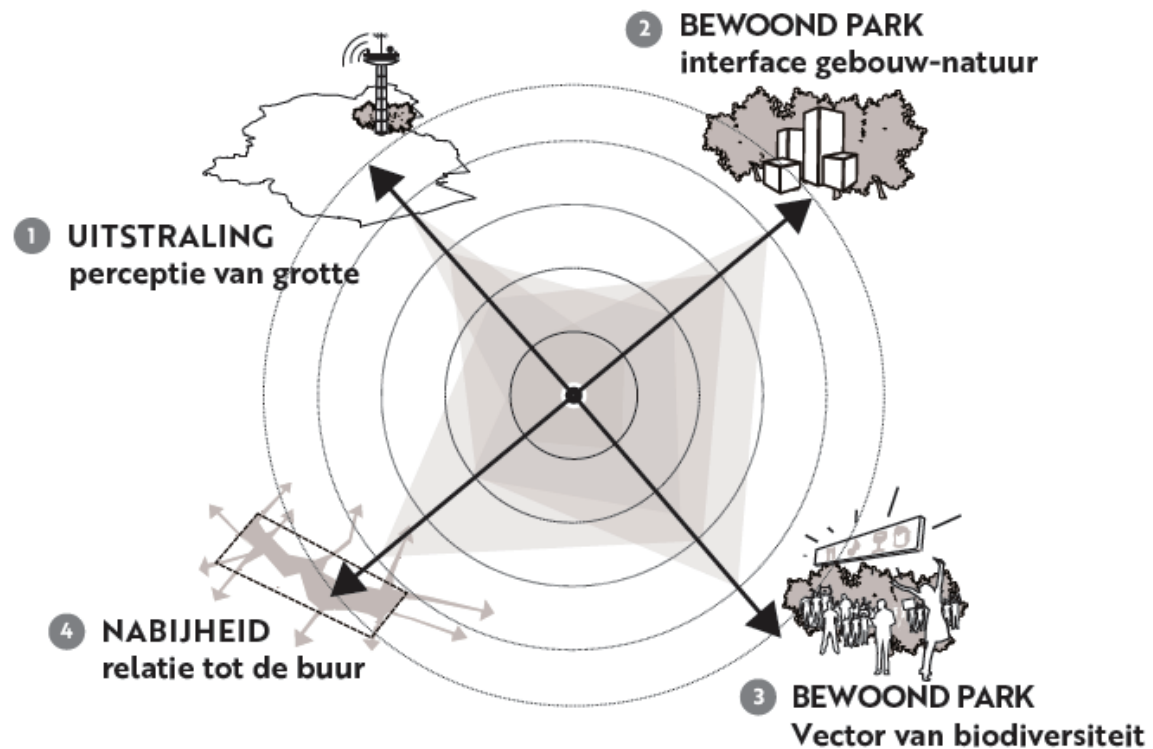 2 BEWOOND PARK
interface gebouw-natuur
1 UITSTRALING
perceptie van grotte
4 NABIJHEID
relatie tot de buur
3 BEWOOND PARK
Vector van biodiversiteit